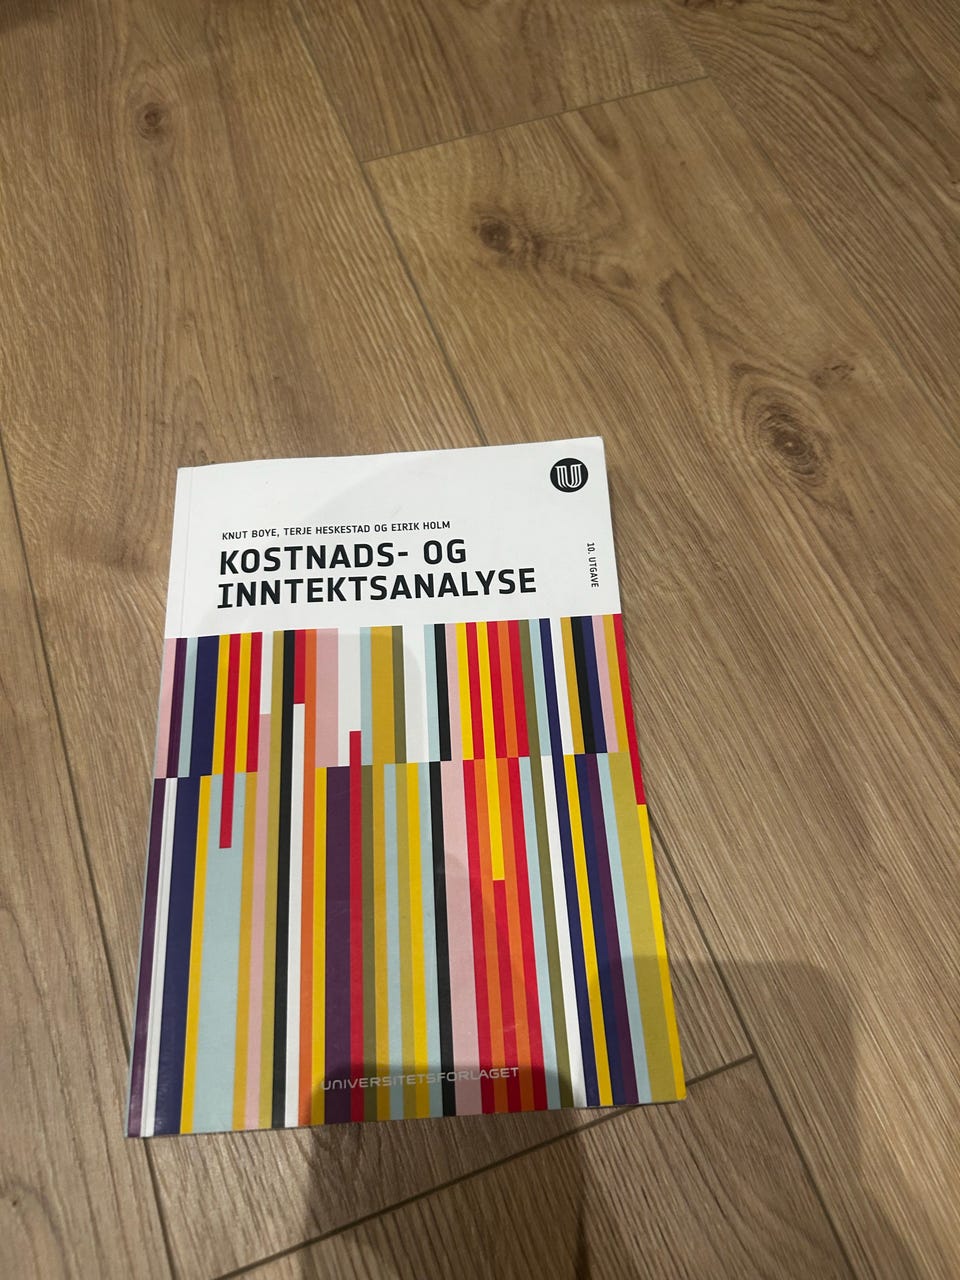 KNUT BOYE, TERJE HESKESTAD OG EIRIK HOLM
KOSTNADS- OG
INNTEKTSANALYSE
10. UTGAVE
UNIVERSITETSFORLAGET